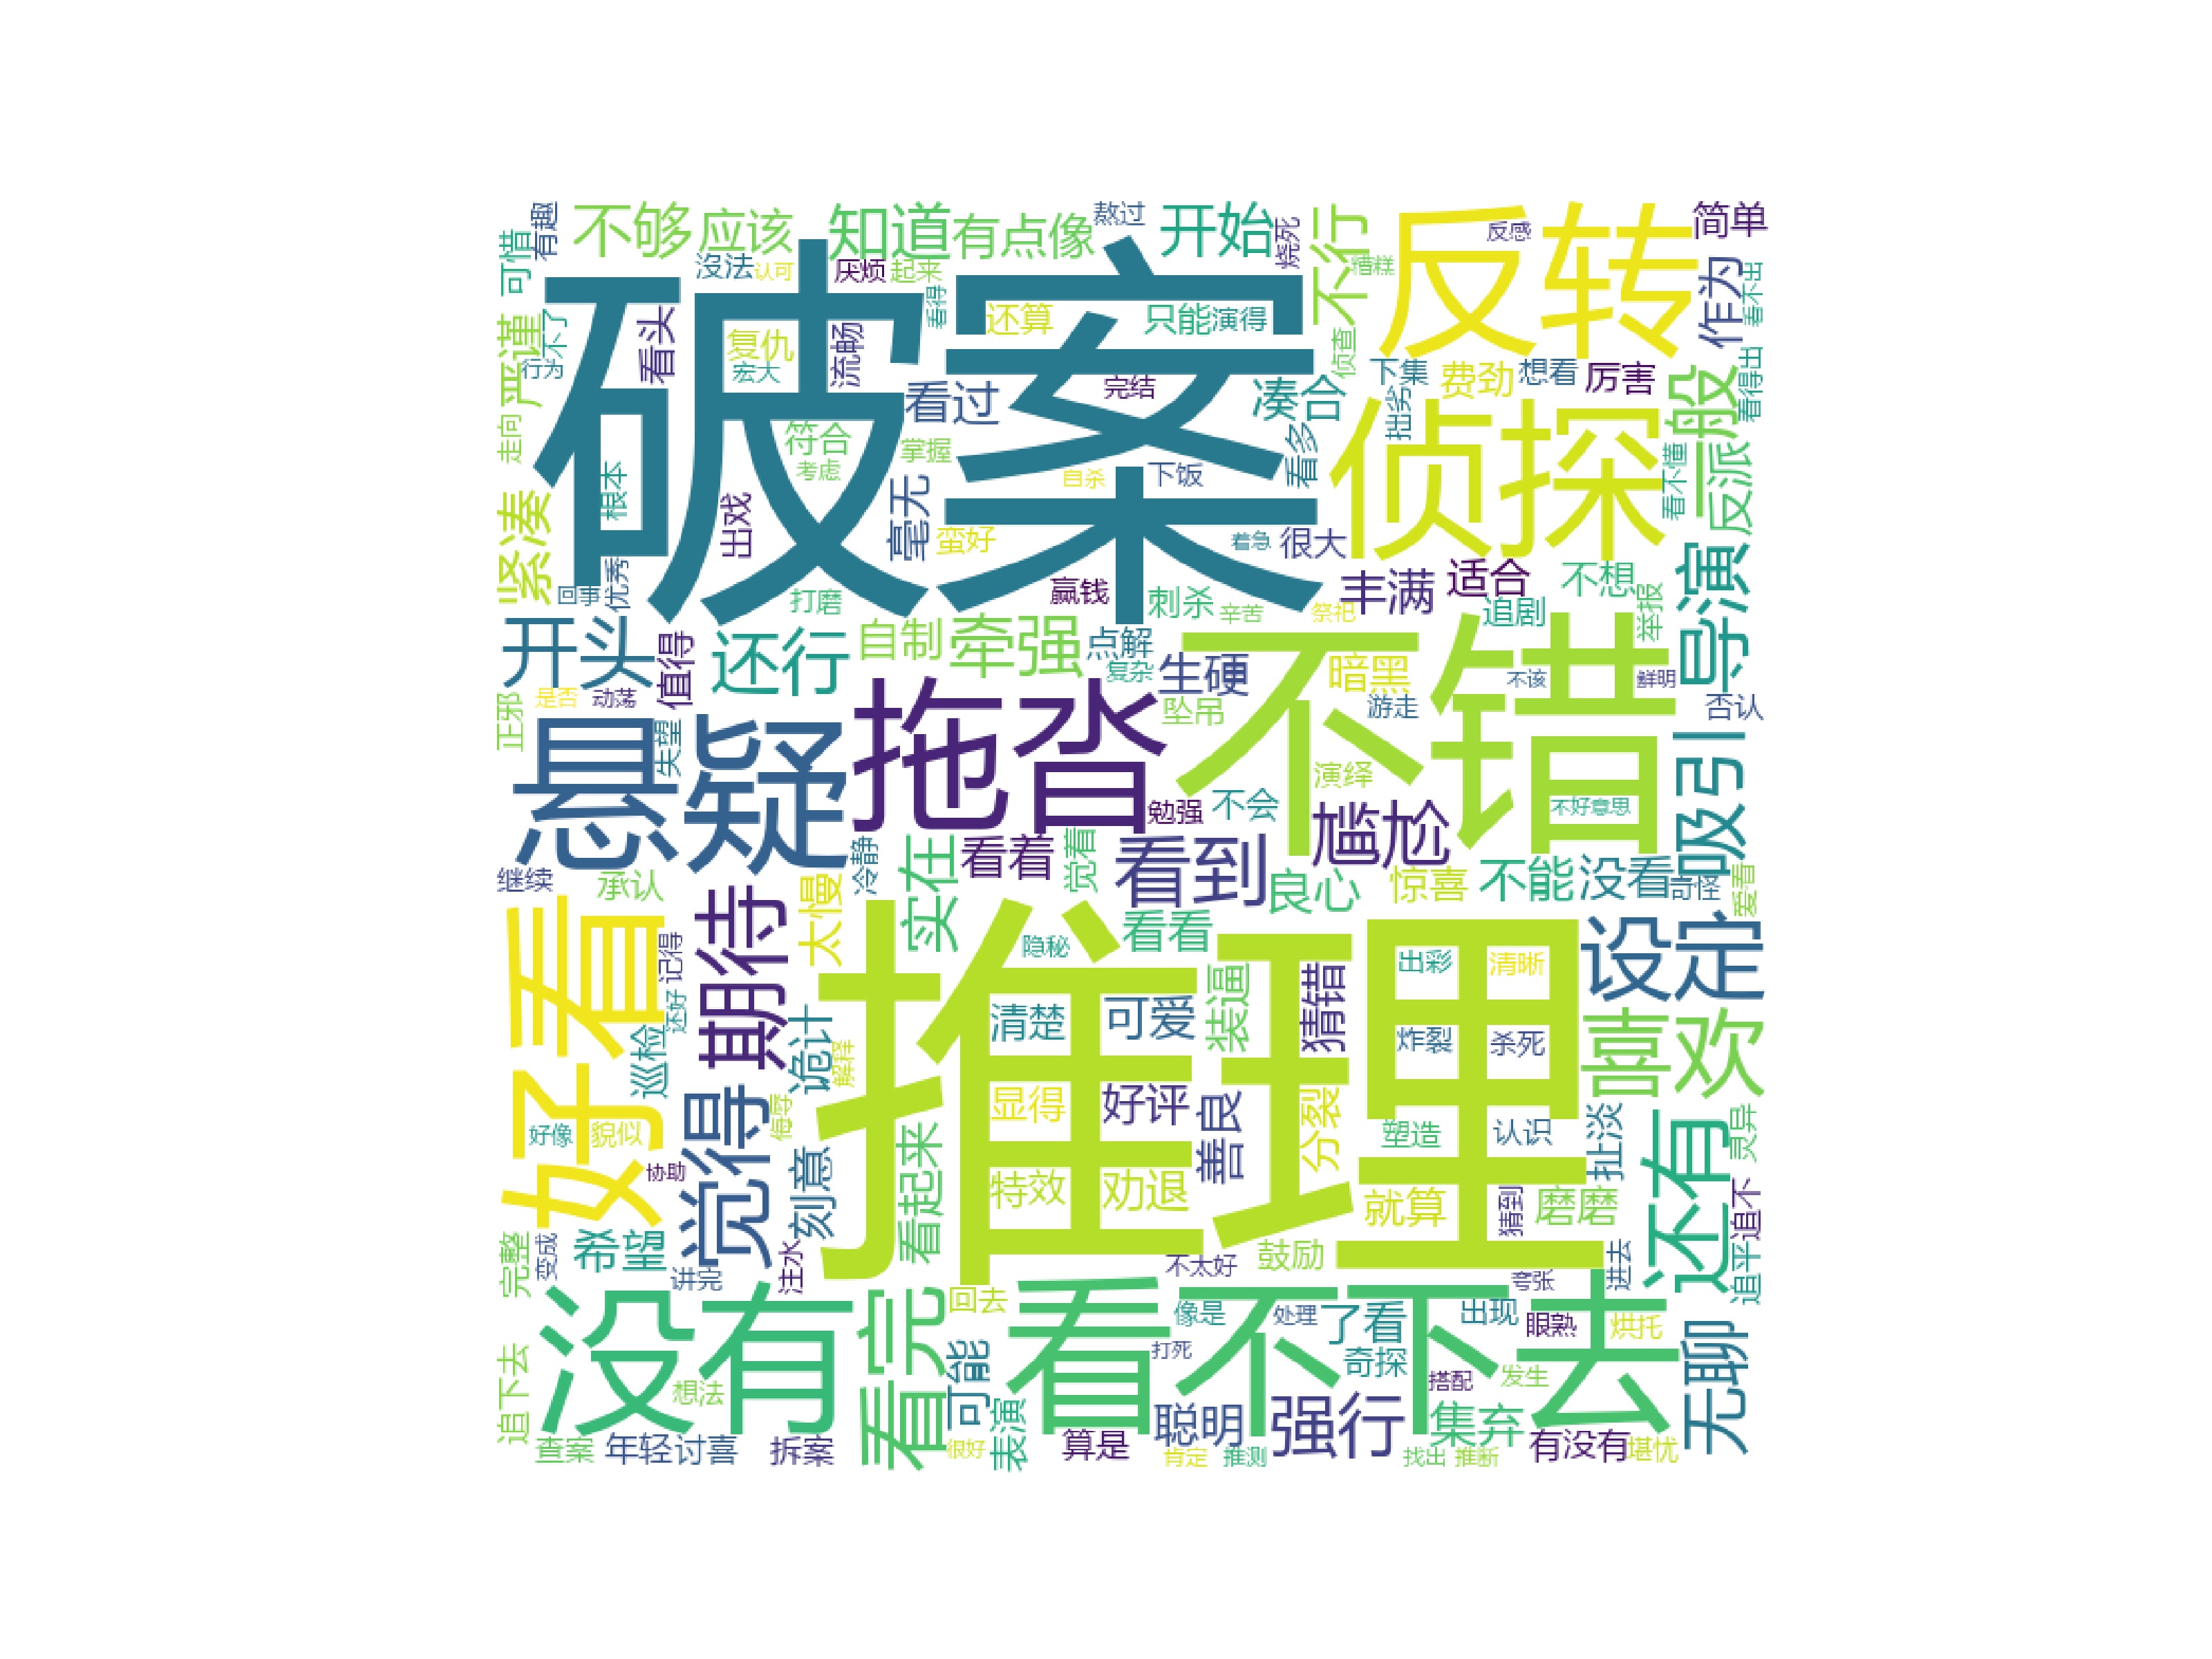 不够
应该
知道
有点像
熬过
开始
不行
反转
反感
简单
有趣
可惜
沒法
认可
厌烦
起来
看得
烧死
糟糕
作为
看不出
破案
严谨
不了
行为
看头
复仇
宏大
流畅
还算
只能
演得
侦查
看过
完结
凑合
下集
费劲
想看
厉害
拙劣
般
看得出
走向
根本
符合
考虑
掌握
看多
侦探
自杀
下饭
看不懂
反派
紧凑
出戏
毫无
蛮好
着急
很大
回事
优秀
打磨
赢钱
刺杀
辛苦
祭祀
丰满
适合
不想
追剧
举报
导演
开头
值得
还行
自制
牵强
点解
复杂
生硬
暗黑
不错
不该
鲜明
正邪
是否
动荡
坠吊
游走
否认
失望
悬疑
拖沓
演绎
吸引
勉强
不会
尴尬
不好意思
继续
承认
太慢
冷静
实在
看着
觉着
看到
良心
惊喜
不能
没看
奇怪
爱看
好看
期待
记得
还好
看看
隐秘
推理
出彩
清晰
设定
巡检
诡计
解释
清楚
可爱
装逼
猜错
炸裂
杀死
喜欢
觉得
侮辱
显得
好评
善良
分裂
塑造
认识
扯淡
还有
灵异
好像
貌似
协助
刻意
看起来
特效
劝退
就算
猜到
磨磨
追不
完整
变成
希望
讲完
注水
不太好
鼓励
夸张
进去
追平
没有
看完
回去
看不下去
像是
处理
了看
出现
眼熟
烘托
无聊
追下去
想法
可能
打死
奇探
搭配
发生
查案
年轻
讨喜
拆案
很好
表演
算是
聪明
肯定
推测
强行
集弃
找出
推断
有没有
堪忧